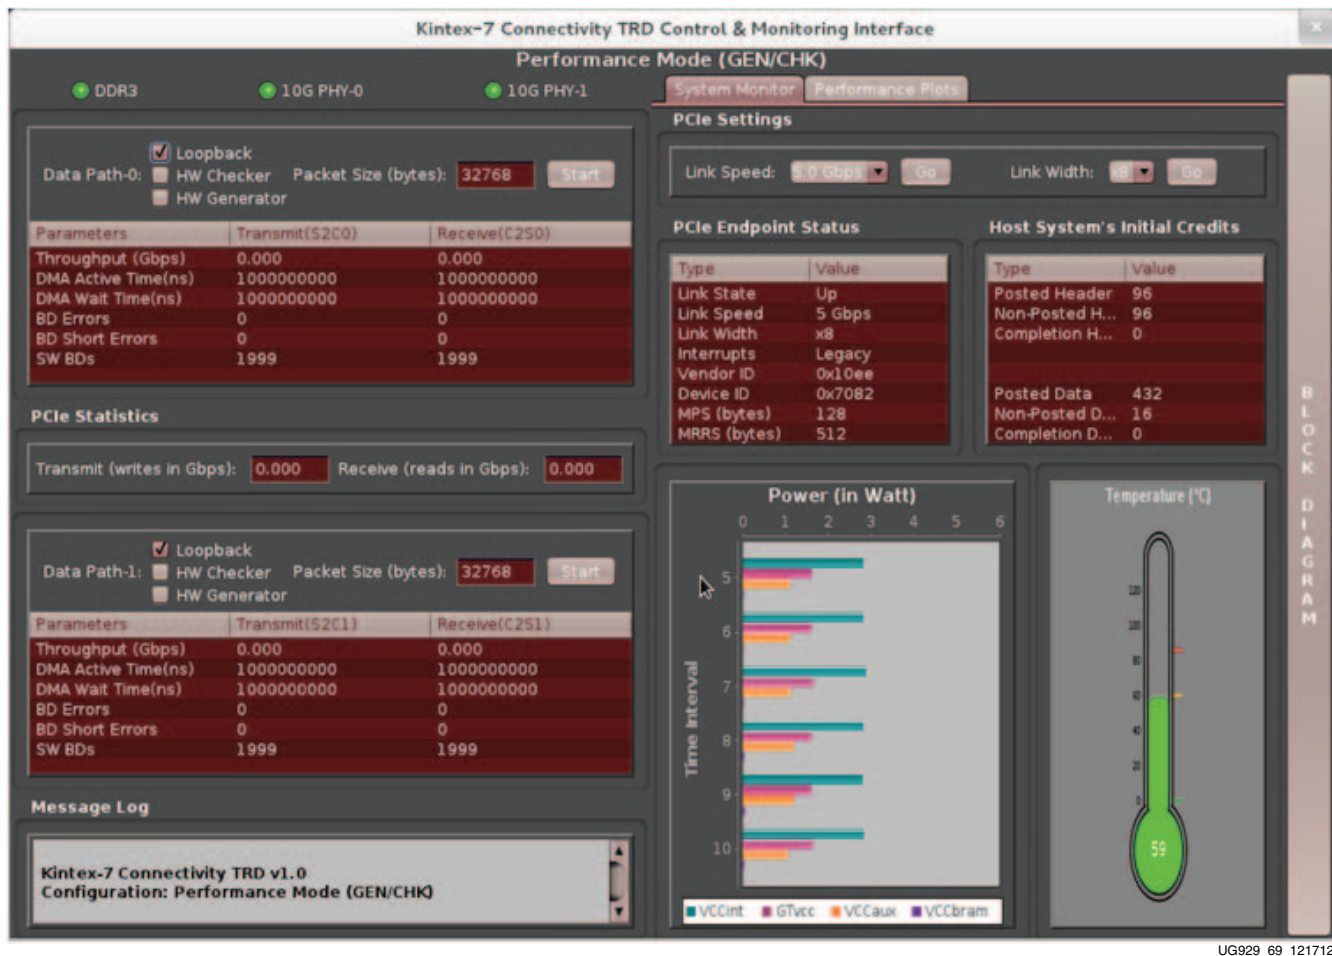 Kintex-7 Connectivity TRD Control & Monitoring Interface
Performance Mode (GEN/CHK)
DDR3 10G PHY-0 10G PHY-1
System Monitor Performance Plots
Loopback
Data Path-0: HW Checker Packet Size (bytes): 32768 Start
HW Generator
Parameters Transmit(S2C0) Receive(C2S0)
Throughput (Gbps) 0.000 0.000
DMA Active Time(ns) 1000000000 1000000000
DMA Wait Time(ns) 1000000000 1000000000
BD Errors 0 0
BD Short Errors 0 0
SW BDs 1999 1999
PCIe Statistics
Transmit (writes in Gbps): 0.000 Receive (reads in Gbps): 0.000
Loopback
Data Path-1: HW Checker Packet Size (bytes): 32768 Start
HW Generator
Parameters Transmit(S2C1) Receive(C2S1)
Throughput (Gbps) 0.000 0.000
DMA Active Time(ns) 1000000000 1000000000
DMA Wait Time(ns) 1000000000 1000000000
BD Errors 0 0
BD Short Errors 0 0
SW BDs 1999 1999
Message Log
Kintex-7 Connectivity TRD v1.0
Configuration: Performance Mode (GEN/CHK)
PCIe Settings
Link Speed: 5.0 Gbps Go Link Width: x8 Go
PCIe Endpoint Status
Type Value
Link State Up
Link Speed 5 Gbps
Link Width x8
Interrupts Legacy
Vendor ID 0x10ee
Device ID 0x7082
MPS (bytes) 128
MRRS (bytes) 512
Host System's Initial Credits
Type Value
Posted Header 96
Non-Posted H... 96
Completion H... 0
Posted Data 432
Non-Posted D... 16
Completion D... 0
Power (in Watt)
0 1 2 3 4 5 6
Time Interval
5
6
7
8
9
10
VCCint GTvcc VCCaux VCCbram
Temperature (°C)
120
100
80
60
40
20
0
59
BLOCK DIAGRAM
UG929_69_121712